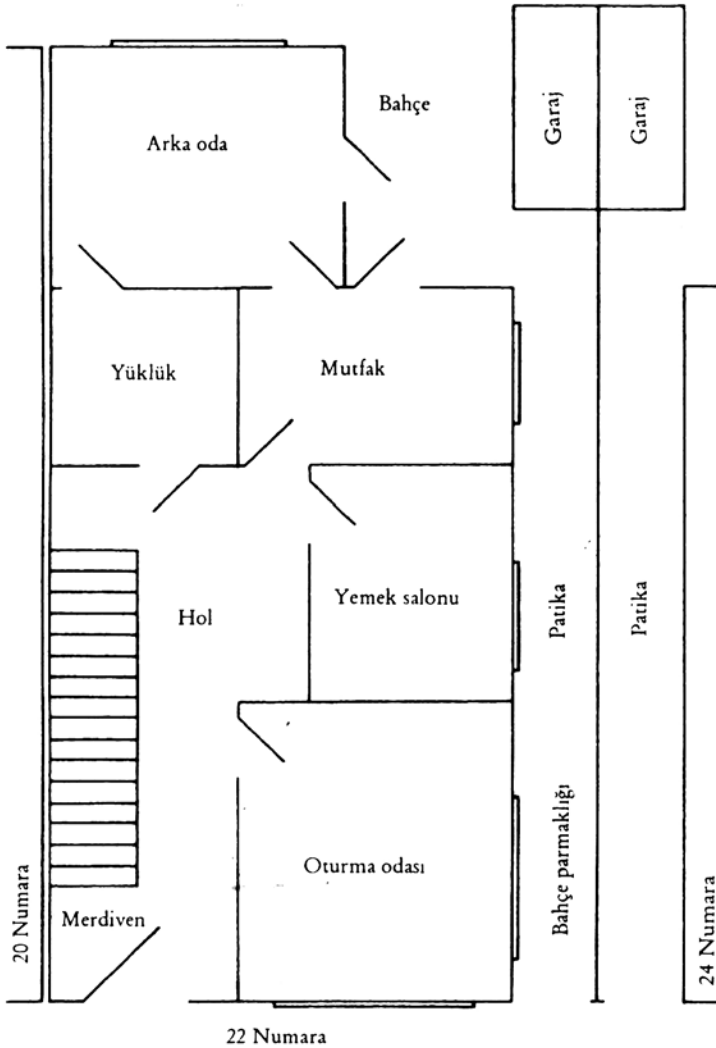 Bahçe
Garaj
Garaj
Arka oda
Yüklük
Mutfak
Hol
Yemek salonu
Patika
Patika
Oturma odası
Bahçe parmaklığı
Merdiven
20 Numara
24 Numara
22 Numara